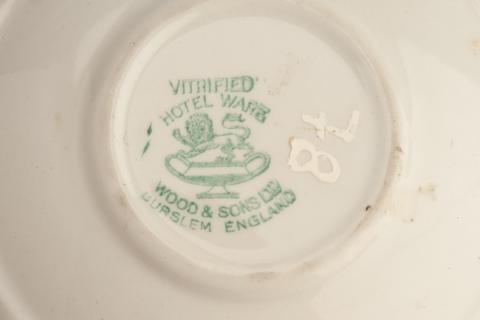 VITRIFIED
HOTEL WARE
WOOD & SONS LTD
BURSLEM ENGLAND